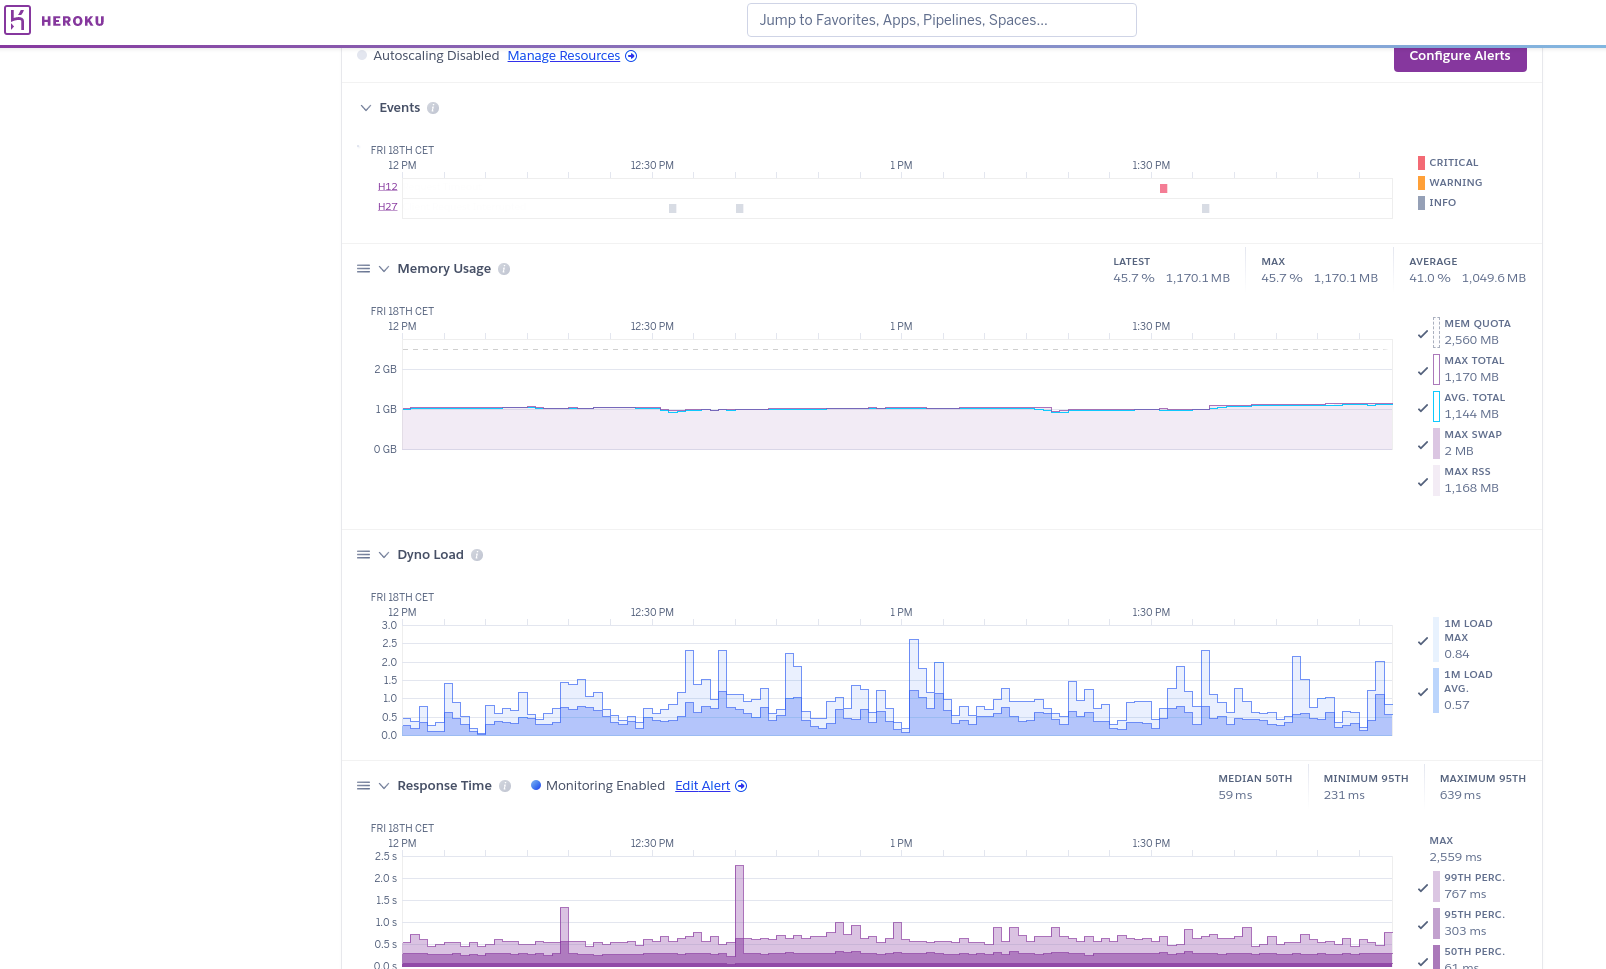 HEROKU
Jump to Favorites, Apps, Pipelines, Spaces...
Autoscaling Disabled Manage Resources
Configure Alerts
Events
FRI 18TH CET
12 PM 12:30 PM 1 PM 1:30 PM
H12
H27
CRITICAL
WARNING
INFO
Memory Usage
LATEST
45.7 % 1,170.1 MB
MAX
45.7 % 1,170.1 MB
AVERAGE
41.0 % 1,049.6 MB
FRI 18TH CET
12 PM 12:30 PM 1 PM 1:30 PM
2 GB
1 GB
0 GB
MEM QUOTA
2,560 MB
MAX TOTAL
1,170 MB
AVG. TOTAL
1,144 MB
MAX SWAP
2 MB
MAX RSS
1,168 MB
Dyno Load
FRI 18TH CET
12 PM 12:30 PM 1 PM 1:30 PM
3.0
2.5
2.0
1.5
1.0
0.5
0.0
1M LOAD
MAX
0.84
1M LOAD
AVG.
0.57
Response Time Monitoring Enabled Edit Alert
MEDIAN 50TH
59 ms
MINIMUM 95TH
231 ms
MAXIMUM 95TH
639 ms
FRI 18TH CET
12 PM 12:30 PM 1 PM 1:30 PM
2.5 s
2.0 s
1.5 s
1.0 s
0.5 s
0.0 s
MAX
2,559 ms
99TH PERC.
767 ms
95TH PERC.
303 ms
50TH PERC.
61 ms